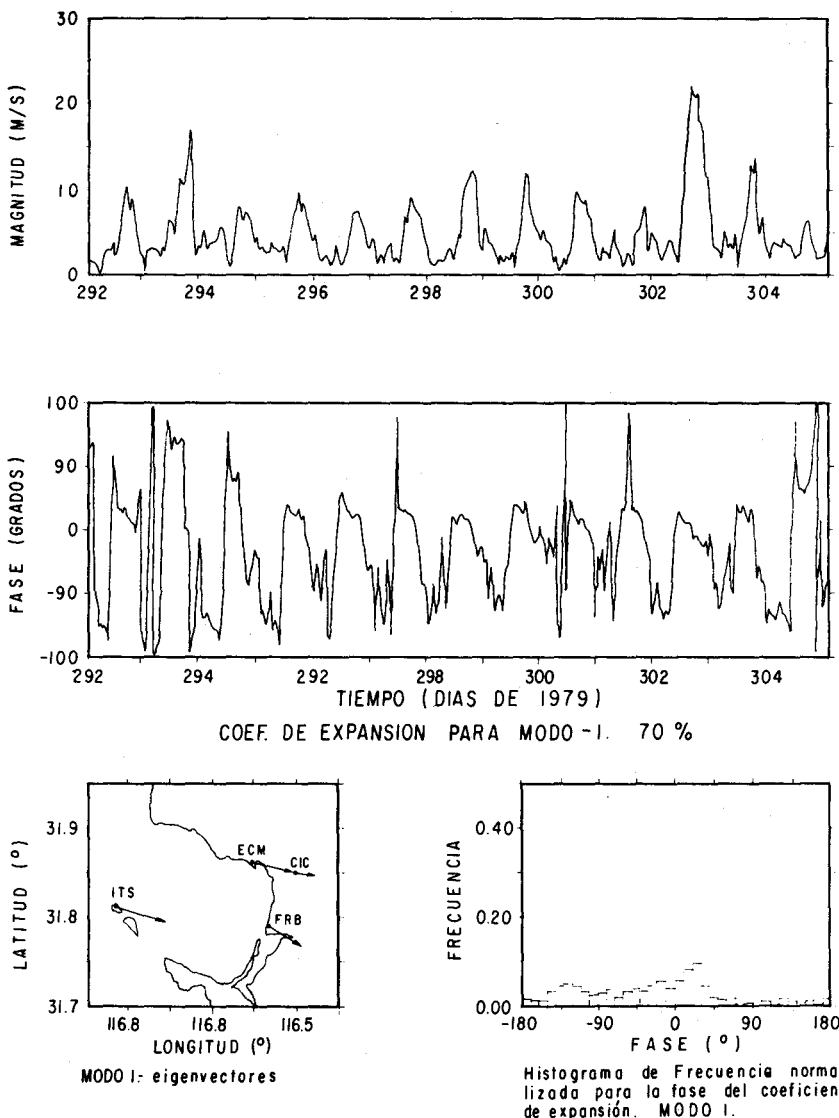 MAGNITUD (M/S)
30
20
10
0
292 294 296 298 300 302 304
FASE (GRADOS)
100
90
0
-90
-100
292 294 292 296 298 300 302 304
TIEMPO (DIAS DE 1979)
COEF. DE EXPANSION PARA MODO -1. 70 %
LATITUD (°)
31.9
31.8
31.7
ECM
CIC
ITS
FRB
116.8 116.8 116.5
LONGITUD (°)
MODO I.- eigenvectores
FRECUENCIA
0.40
0.20
0.00
-180 -90 0 90 180
FASE (°)
Histograma de Frecuencia norma
lizada para la fase del coeficien
de expansión. MODO I.